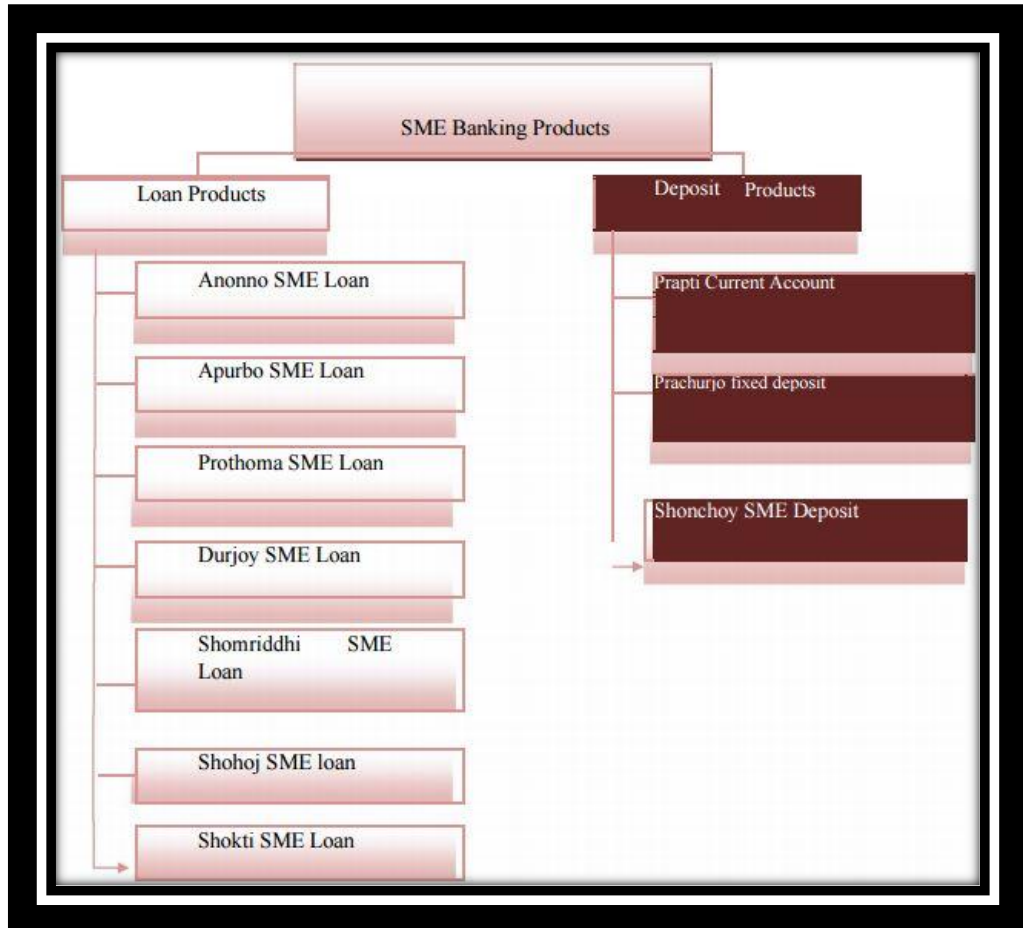 SME Banking Products
Loan Products
Anonno SME Loan
Apurbo SME Loan
Prothoma SME Loan
Durjoy SME Loan
Shomriddhi SME
Loan
Shohoj SME loan
Shokti SME Loan
Deposit Products
Prapti Current Account
Prachurjo fixed deposit
Shonchoy SME Deposit